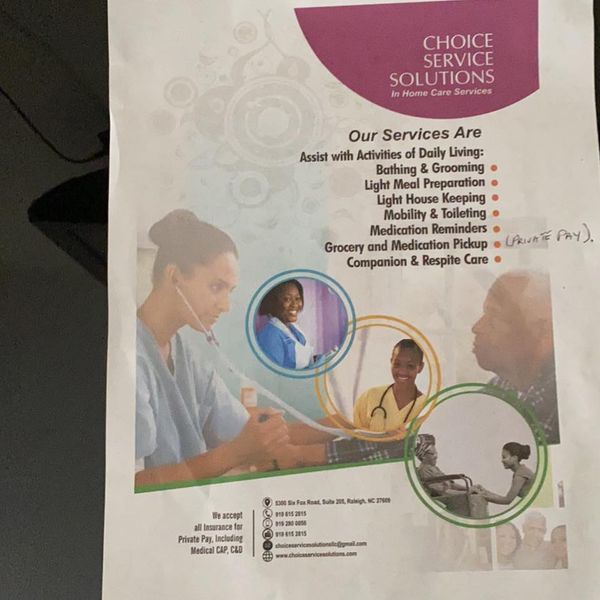 CHOICE
SERVICE
SOLUTIONS
In Home Care Services
Our Services Are
Assist with Activities of Daily Living:
Bathing & Grooming
Light Meal Preparation
Light House Keeping
Mobility & Toileting
Medication Reminders
Grocery and Medication Pickup (PRIVATE PAY).
Companion & Respite Care
We accept
all Insurance for
Private Pay, Including
Medical CAP, C&D
5300 Six Fox Road, Suite 205, Raleigh, NC 27609
919 615 2815
919 280 0056
919 615 2815
choiceservicesolutionsllc@gmail.com
www.choiceservicesolutions.com